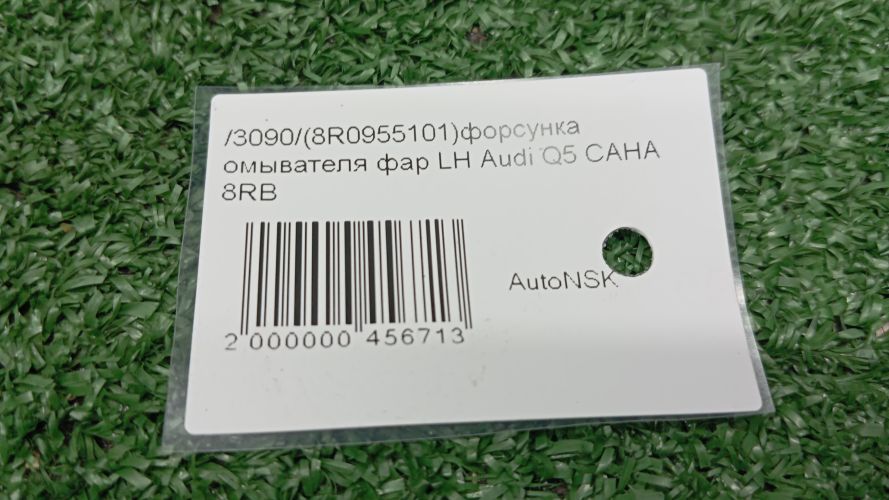 /3090/(8R0955101)форсунка
омывателя фар LH Audi Q5 CAHA
8RB
AutoNSK
2 000000 456713